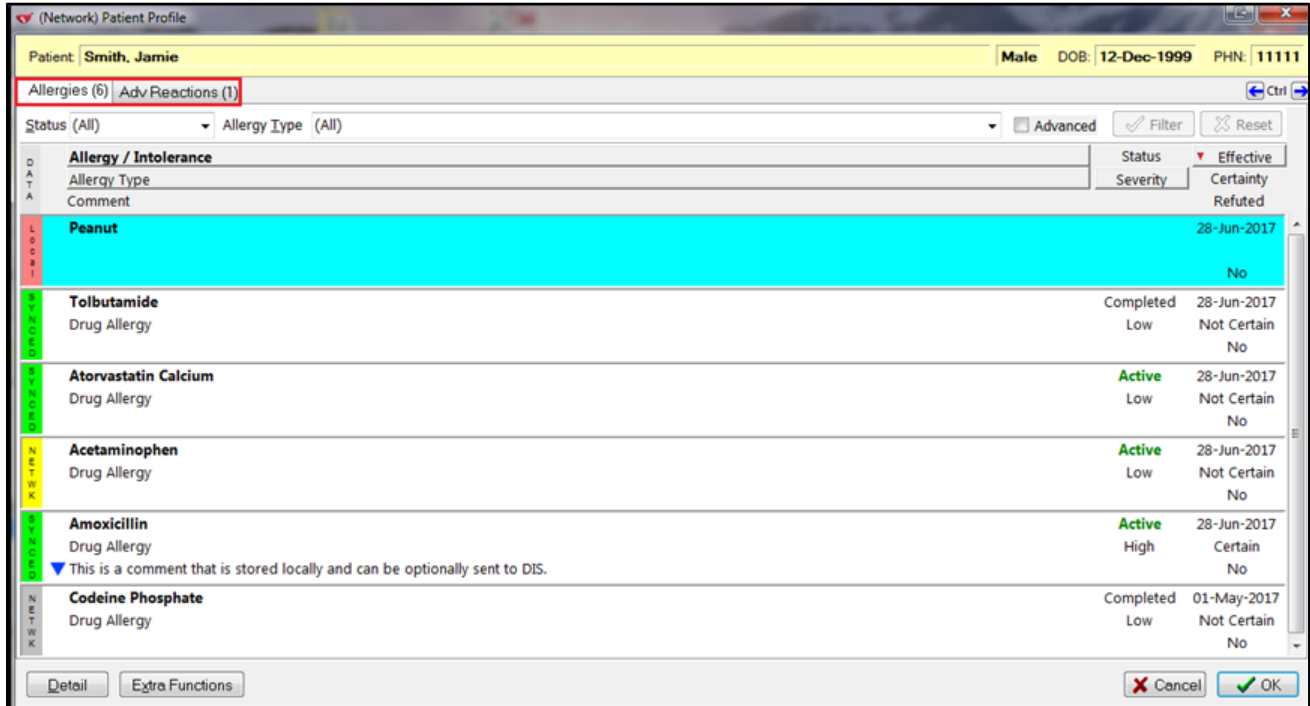 (Network) Patient Profile
Patient: Smith, Jamie Male DOB: 12-Dec-1999 PHN: 11111
Allergies (6) Adv Reactions (1) Ctrl
Status (All) Allergy Type (All) Advanced Filter Reset
DATA
Allergy / Intolerance Status Effective
Allergy Type Severity Certainty
Comment Refuted
Local
Peanut 28-Jun-2017
No
SYNCED
Tolbutamide Completed 28-Jun-2017
Drug Allergy Low Not Certain
No
SYNCED
Atorvastatin Calcium Active 28-Jun-2017
Drug Allergy Low Not Certain
No
NETWK
Acetaminophen Active 28-Jun-2017
Drug Allergy Low Not Certain
No
SYNCED
Amoxicillin Active 28-Jun-2017
Drug Allergy High Certain
This is a comment that is stored locally and can be optionally sent to DIS. No
NETWK
Codeine Phosphate Completed 01-May-2017
Drug Allergy Low Not Certain
No
Detail Extra Functions Cancel OK